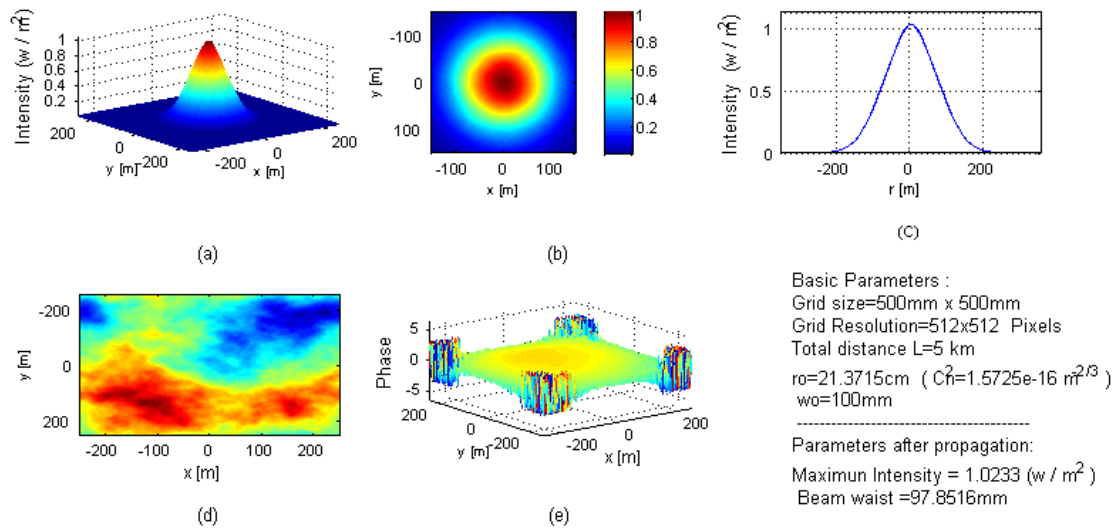 Intensity (w / m²)
1
0.8
0.6
0.4
0.2
200
0
-200
y [m]
-200
0
200
x [m]
(a)
y [m]
-100
0
100
-100 0 100
x [m]
1
0.8
0.6
0.4
0.2
(b)
Intensity (w / m²)
1
0.5
0
-200 0 200
r [m]
(C)
y [m]
-200
0
200
-200 -100 0 100 200
x [m]
(d)
Phase
5
0
-5
200
0
-200
y [m]
-200
0
200
x [m]
(e)
Basic Parameters :
Grid size=500mm x 500mm
Grid Resolution=512x512 Pixels
Total distance L=5 km
ro=21.3715cm ( Cn²=1.5725e-16 m^2/3 )
wo=100mm
----------------------------------------
Parameters after propagation:
Maximun Intensity = 1.0233 (w / m² )
Beam waist =97.8516mm